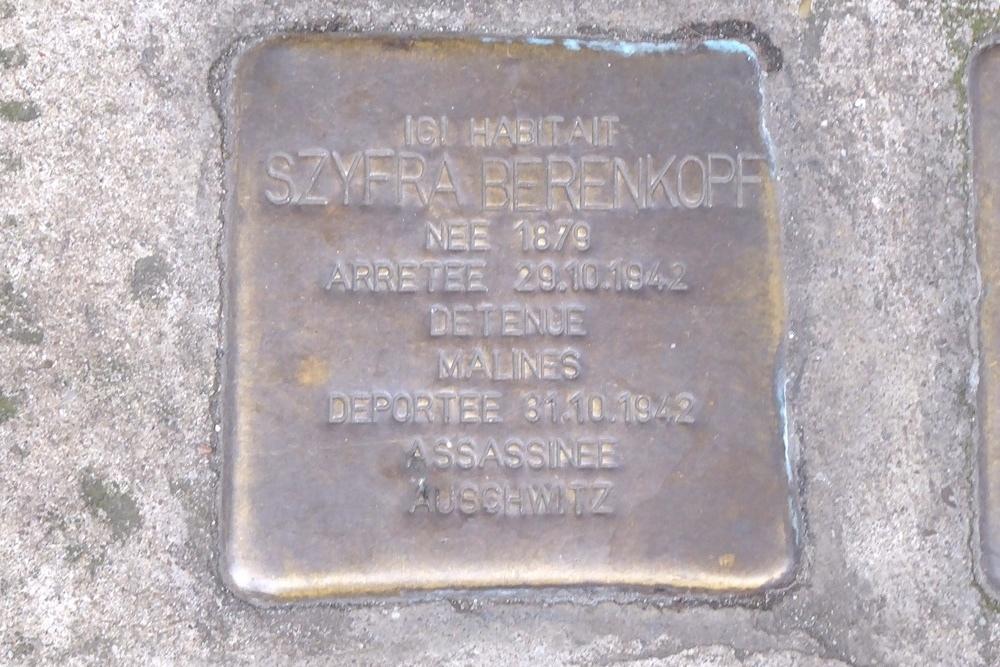 ICI HABITAIT
SZYFRA BERENKOPF
NEE 1879
ARRETEE 29.10.1942
DETENUE
MALINES
DEPORTEE 31.10.1942
ASSASSINEE
AUSCHWITZ